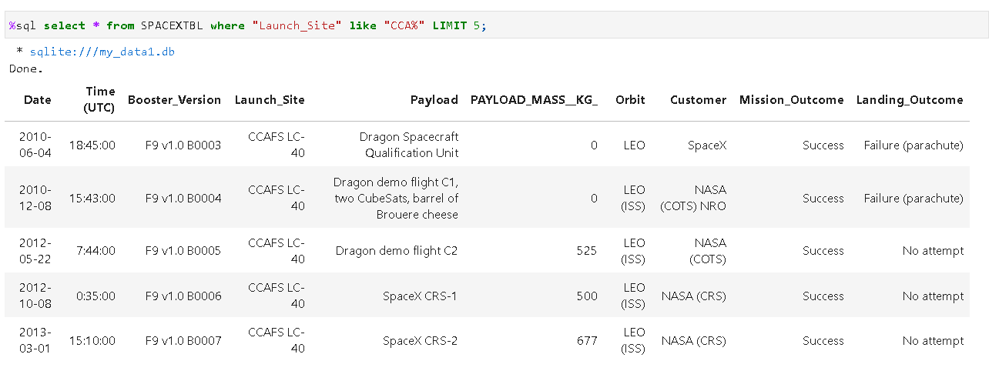 %sql select * from SPACEXTBL where "Launch_Site" like "CCA%" LIMIT 5;
* sqlite:///my_data1.db
Done.
Date Time (UTC) Booster_Version Launch_Site Payload PAYLOAD_MASS__KG_ Orbit Customer Mission_Outcome Landing_Outcome
2010-06-04 18:45:00 F9 v1.0 B0003 CCAFS LC-40 Dragon Spacecraft Qualification Unit 0 LEO SpaceX Success Failure (parachute)
2010-12-08 15:43:00 F9 v1.0 B0004 CCAFS LC-40 Dragon demo flight C1, two CubeSats, barrel of Brouere cheese 0 LEO (ISS) NASA (COTS) NRO Success Failure (parachute)
2012-05-22 7:44:00 F9 v1.0 B0005 CCAFS LC-40 Dragon demo flight C2 525 LEO (ISS) NASA (COTS) Success No attempt
2012-10-08 0:35:00 F9 v1.0 B0006 CCAFS LC-40 SpaceX CRS-1 500 LEO (ISS) NASA (CRS) Success No attempt
2013-03-01 15:10:00 F9 v1.0 B0007 CCAFS LC-40 SpaceX CRS-2 677 LEO (ISS) NASA (CRS) Success No attempt